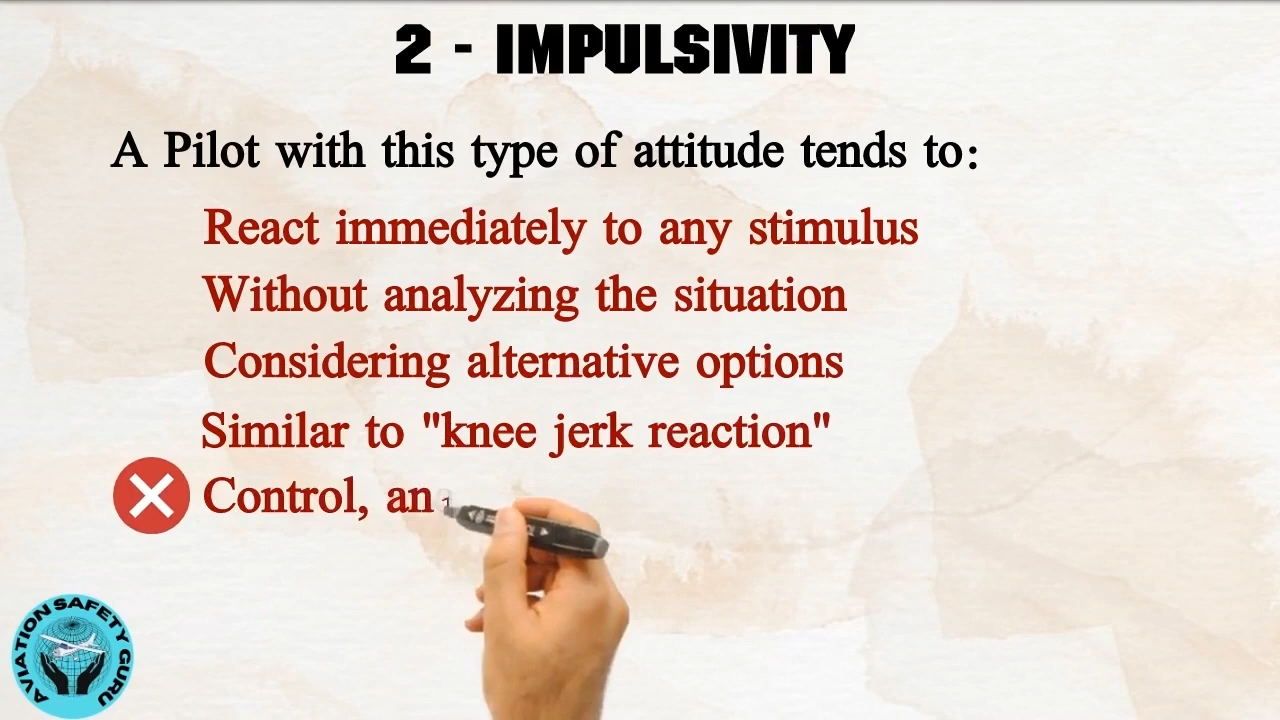 2 - IMPULSIVITY
A Pilot with this type of attitude tends to:
React immediately to any stimulus
Without analyzing the situation
Considering alternative options
Similar to "knee jerk reaction"
Control, an
AVIATION SAFETY GURU